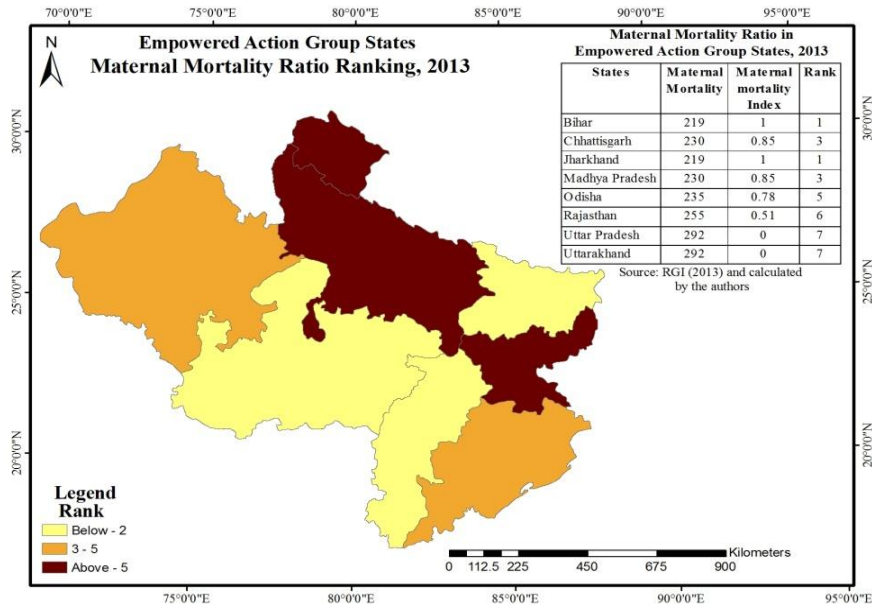 70°0'0"E 75°0'0"E 80°0'0"E 85°0'0"E 90°0'0"E 95°0'0"E
N
Empowered Action Group States
Maternal Mortality Ratio Ranking, 2013
Maternal Mortality Ratio in
Empowered Action Group States, 2013
States Maternal Mortality Maternal mortality Index Rank
Bihar 219 1 1
Chhattisgarh 230 0.85 3
Jharkhand 219 1 1
Madhya Pradesh 230 0.85 3
Odisha 235 0.78 5
Rajasthan 255 0.51 6
Uttar Pradesh 292 0 7
Uttarakhand 292 0 7
Source: RGI (2013) and calculated
by the authors
30°0'0"N 30°0'0"N
25°0'0"N 25°0'0"N
20°0'0"N 20°0'0"N
Legend
Rank
Below - 2
3 - 5
Above - 5
Kilometers
0 112.5 225 450 675 900
75°0'0"E 80°0'0"E 85°0'0"E 90°0'0"E 95°0'0"E